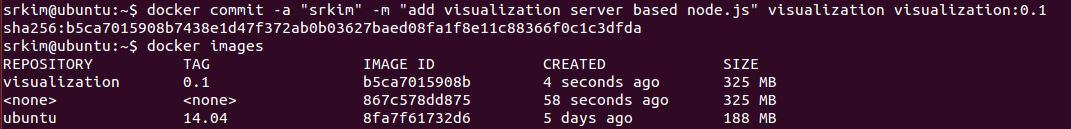 srkim@ubuntu:~$ docker commit -a "srkim" -m "add visualization server based node.js" visualization visualization:0.1
sha256:b5ca7015908b7438e1d47f372ab0b03627baed08fa1f8e11c88366f0c1c3dfda
srkim@ubuntu:~$ docker images
REPOSITORY TAG IMAGE ID CREATED SIZE
visualization 0.1 b5ca7015908b 4 seconds ago 325 MB
<none> <none> 867c578dd875 58 seconds ago 325 MB
ubuntu 14.04 8fa7f61732d6 5 days ago 188 MB